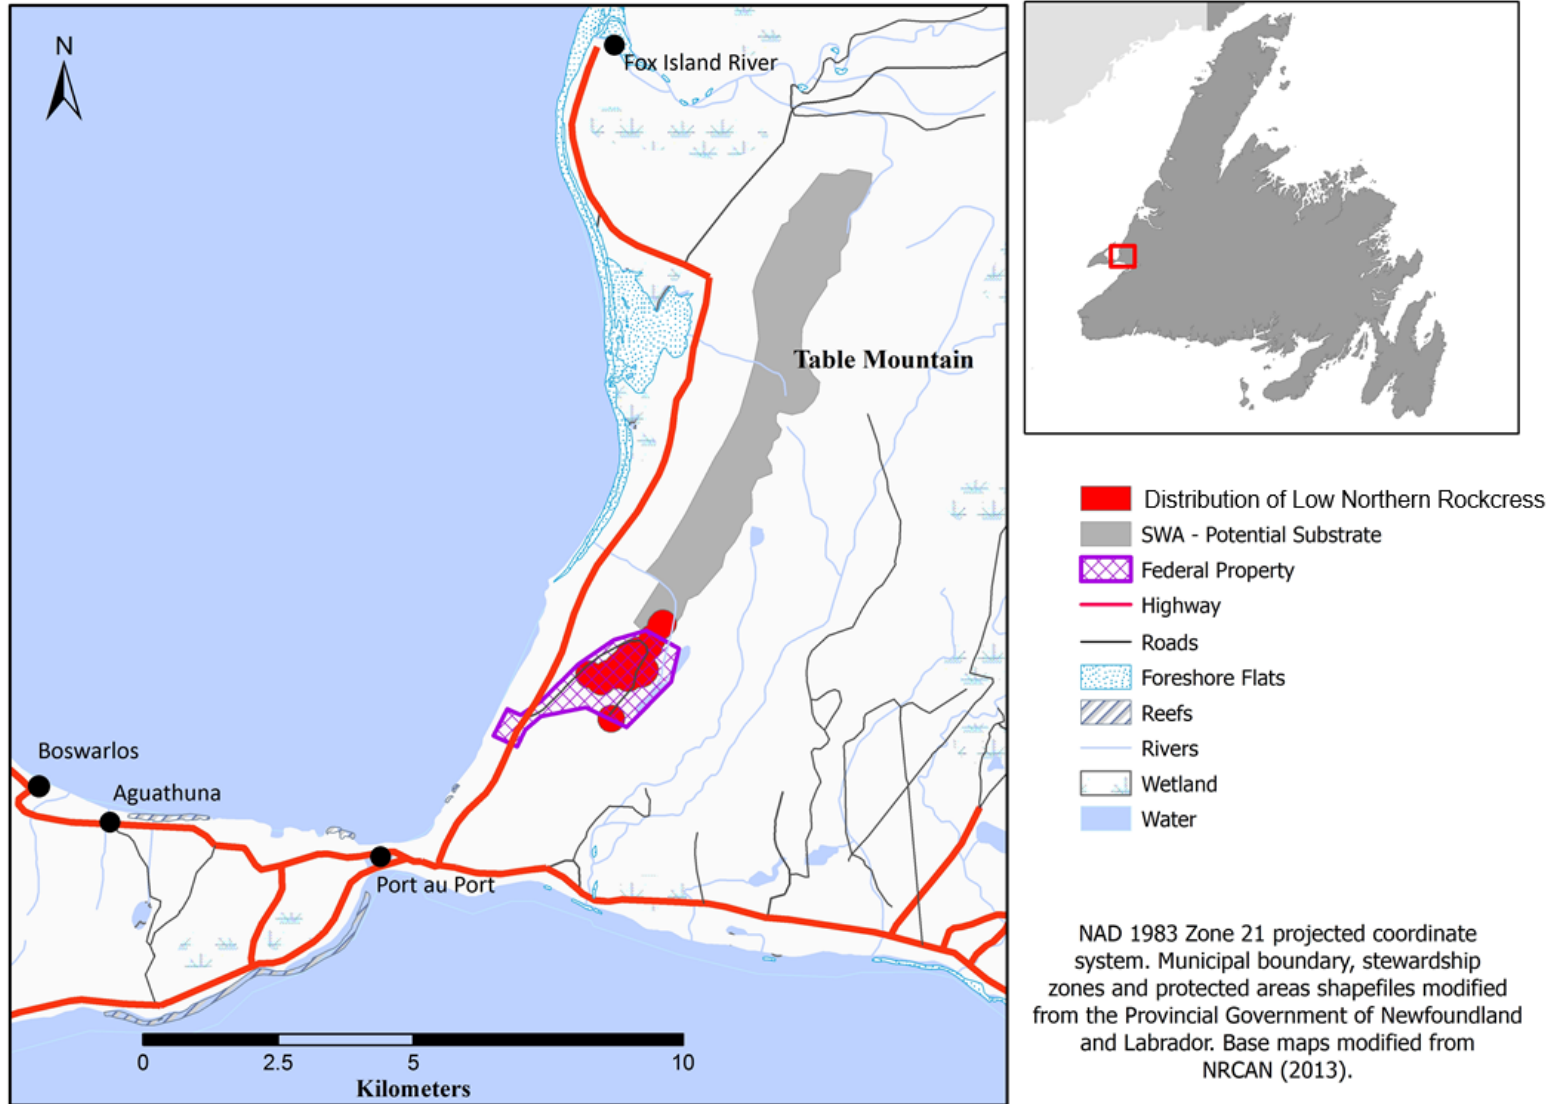 N
Fox Island River
Table Mountain
Boswarlos
Aguathuna
Port au Port
0 2.5 5 10
Kilometers
Distribution of Low Northern Rockcress
SWA - Potential Substrate
Federal Property
Highway
Roads
Foreshore Flats
Reefs
Rivers
Wetland
Water
NAD 1983 Zone 21 projected coordinate
system. Municipal boundary, stewardship
zones and protected areas shapefiles modified
from the Provincial Government of Newfoundland
and Labrador. Base maps modified from
NRCAN (2013).